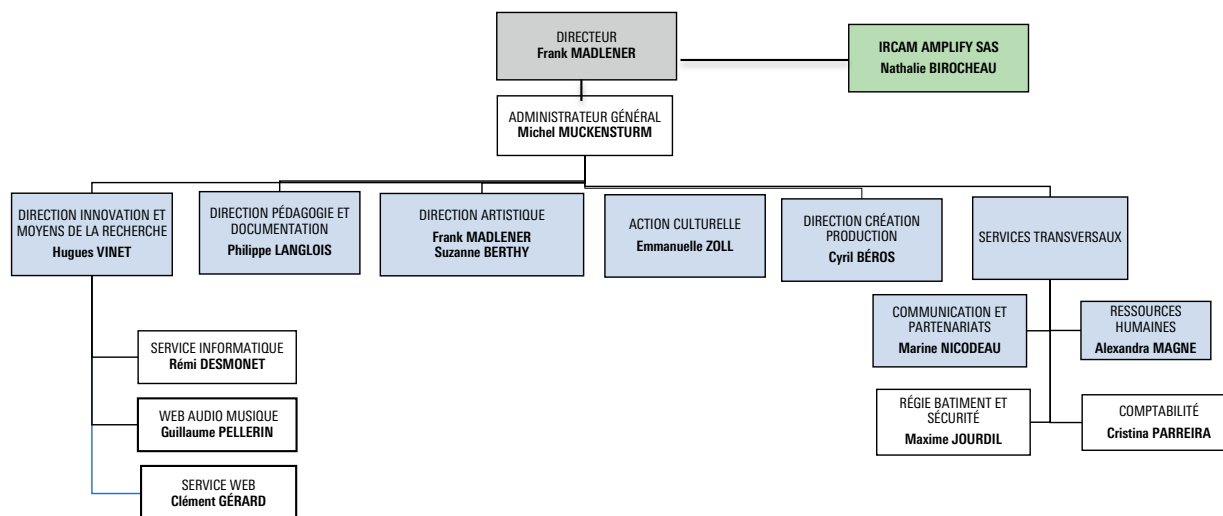 DIRECTEUR
Frank MADLENER
IRCAM AMPLIFY SAS
Nathalie BIROCHEAU
ADMINISTRATEUR GÉNÉRAL
Michel MUCKENSTURM
DIRECTION INNOVATION ET
MOYENS DE LA RECHERCHE
Hugues VINET
DIRECTION PÉDAGOGIE ET
DOCUMENTATION
Philippe LANGLOIS
DIRECTION ARTISTIQUE
Frank MADLENER
Suzanne BERTHY
ACTION CULTURELLE
Emmanuelle ZOLL
DIRECTION CRÉATION
PRODUCTION
Cyril BÉROS
SERVICES TRANSVERSAUX
SERVICE INFORMATIQUE
Rémi DESMONET
WEB AUDIO MUSIQUE
Guillaume PELLERIN
SERVICE WEB
Clément GÉRARD
COMMUNICATION ET
PARTENARIATS
Marine NICODEAU
RESSOURCES
HUMAINES
Alexandra MAGNE
RÉGIE BATIMENT ET
SÉCURITÉ
Maxime JOURDIL
COMPTABILITÉ
Cristina PARREIRA